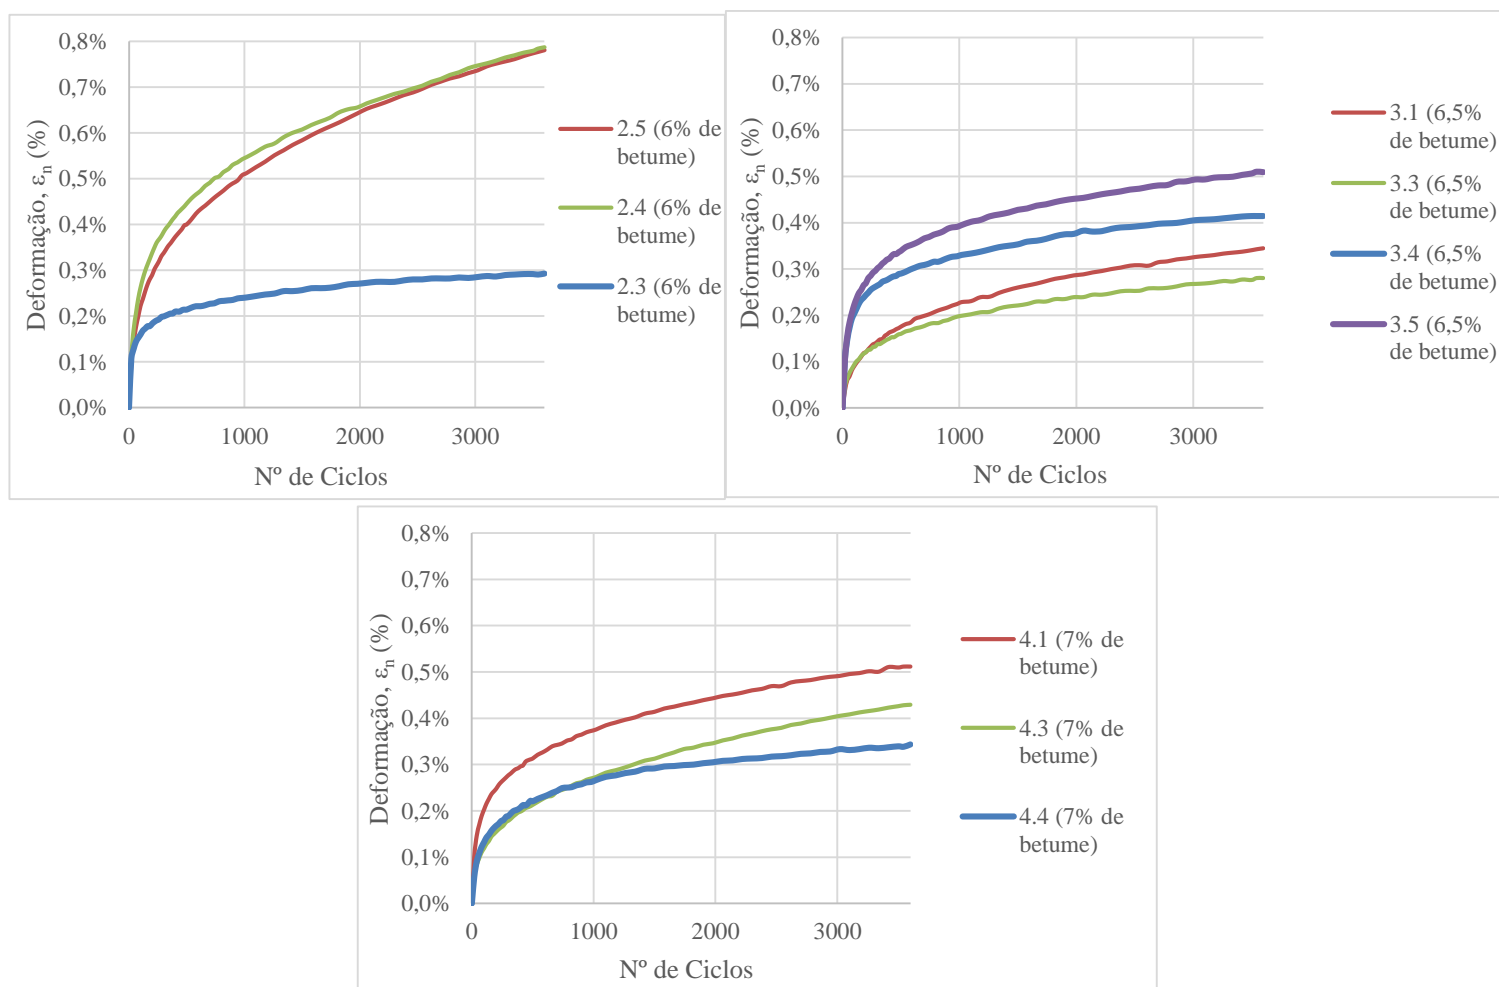 0,8%
0,7%
0,6%
0,5%
0,4%
0,3%
0,2%
0,1%
0,0%
Deformação, εn (%)
0
1000
2000
3000
Nº de Ciclos
2.5 (6% de
betume)
2.4 (6% de
betume)
2.3 (6% de
betume)
0,8%
0,7%
0,6%
0,5%
0,4%
0,3%
0,2%
0,1%
0,0%
Deformação, εn (%)
0
1000
2000
3000
Nº de Ciclos
3.1 (6,5%
de betume)
3.3 (6,5%
de betume)
3.4 (6,5%
de betume)
3.5 (6,5%
de betume)
0,8%
0,7%
0,6%
0,5%
0,4%
0,3%
0,2%
0,1%
0,0%
Deformação, εn (%)
0
1000
2000
3000
Nº de Ciclos
4.1 (7% de
betume)
4.3 (7% de
betume)
4.4 (7% de
betume)